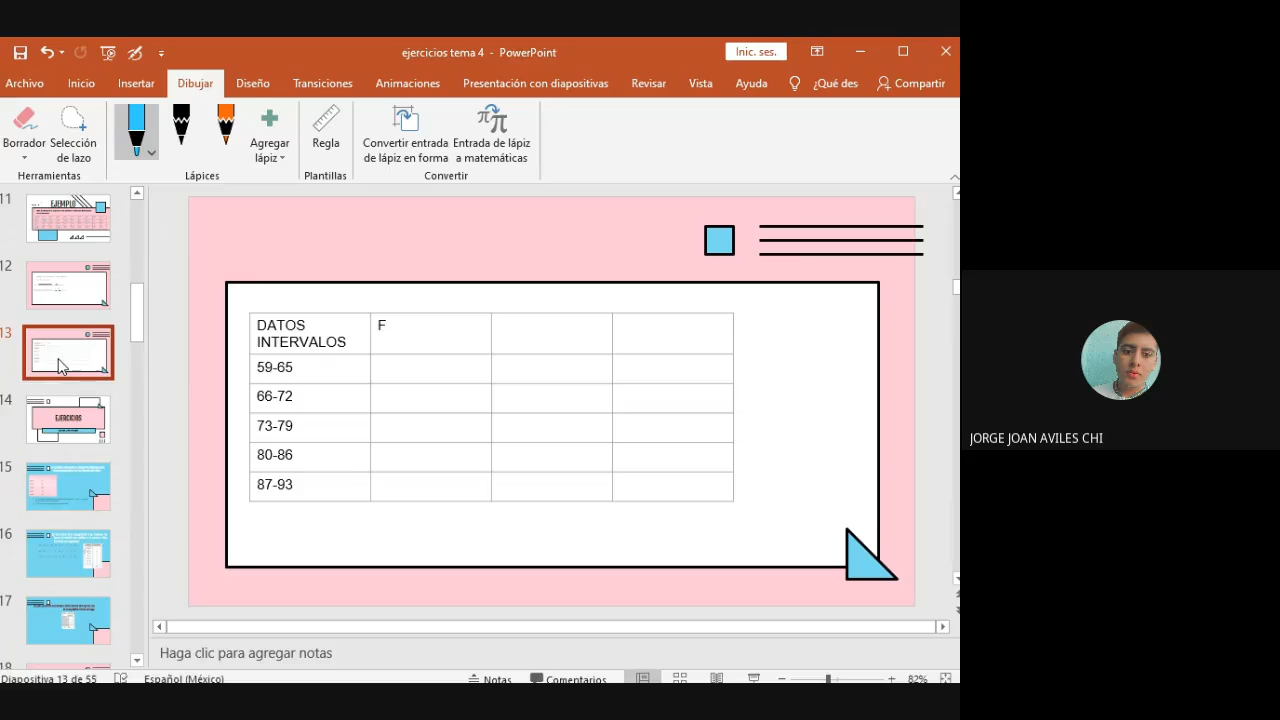 ejercicios tema 4 - PowerPoint
Inic. ses.
Archivo Inicio Insertar Dibujar Diseño Transiciones Animaciones Presentación con diapositivas Revisar Vista Ayuda ¿Qué des Compartir
Borrador
Selección
de lazo
Agregar
lápiz
Regla
Convertir entrada
de lápiz en forma
Entrada de lápiz
a matemáticas
Herramientas Lápices Plantillas Convertir
11
EJEMPLO
12
13
14
EJERCICIOS
15
16
17
18
DATOS
INTERVALOS
F
59-65
66-72
73-79
80-86
87-93
Haga clic para agregar notas
Diapositiva 13 de 55 Español (México) Notas Comentarios 82%
JORGE JOAN AVILES CHI